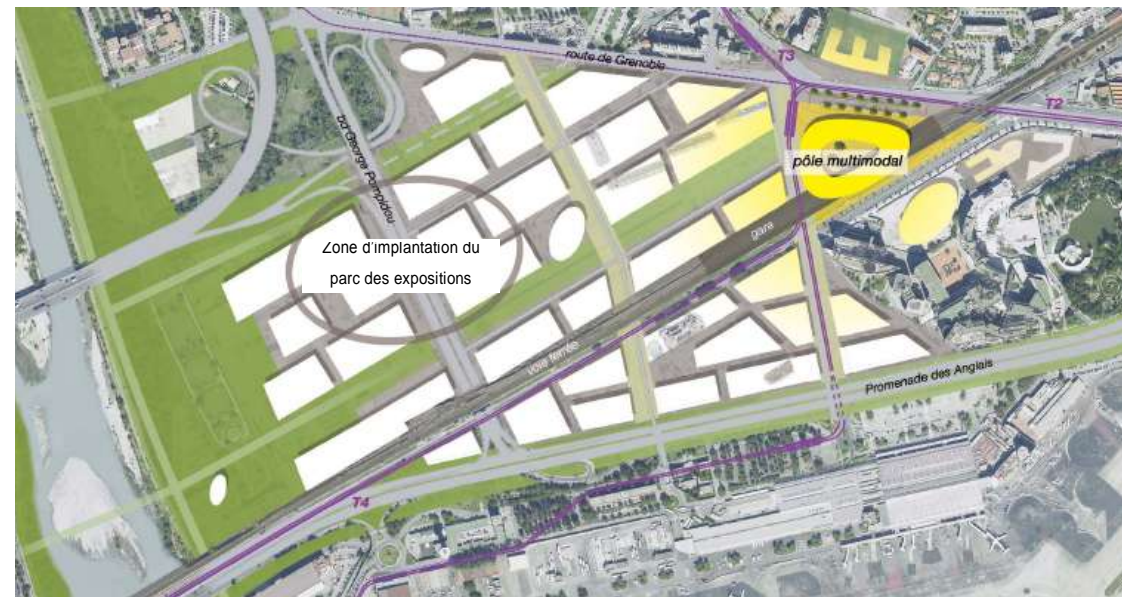 route de Grenoble
T3
T2
pôle multimodal
bd George Pompidou
gare
Zone d'implantation du
parc des expositions
voie ferrée
Promenade des Anglais
T4